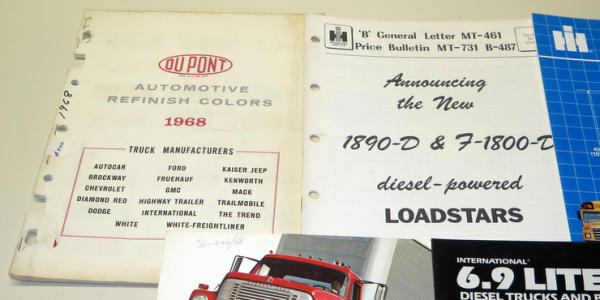 DU PONT
AUTOMOTIVE
REFINISH COLORS
1968
TRUCK MANUFACTURERS
AUTOCAR FORD KAISER JEEP
BROCKWAY FRUEHAUF KENWORTH
CHEVROLET GMC MACK
DIAMOND REO HIGHWAY TRAILER TRAILMOBILE
DODGE INTERNATIONAL THE TREND
WHITE WHITE-FREIGHTLINER
1968
'B' General Letter MT-461
Price Bulletin MT-731 B-487
Announcing
the New
1890-D & F-1800-D
diesel-powered
LOADSTARS
INTERNATIONAL®
6.9 LITE
DIESEL TRUCKS AND